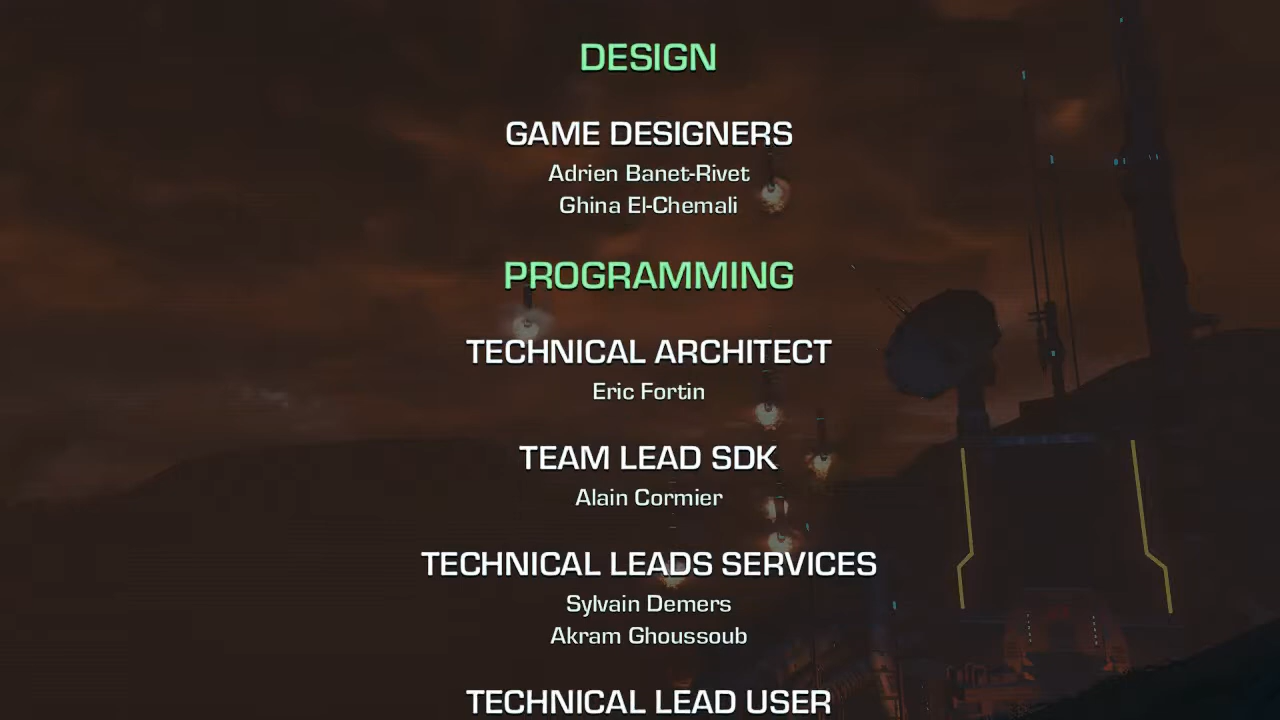 DESIGN
GAME DESIGNERS
Adrien Banet-Rivet
Ghina El-Chemali
PROGRAMMING
TECHNICAL ARCHITECT
Eric Fortin
TEAM LEAD SDK
Alain Cormier
TECHNICAL LEADS SERVICES
Sylvain Demers
Akram Ghoussoub
TECHNICAL LEAD USER